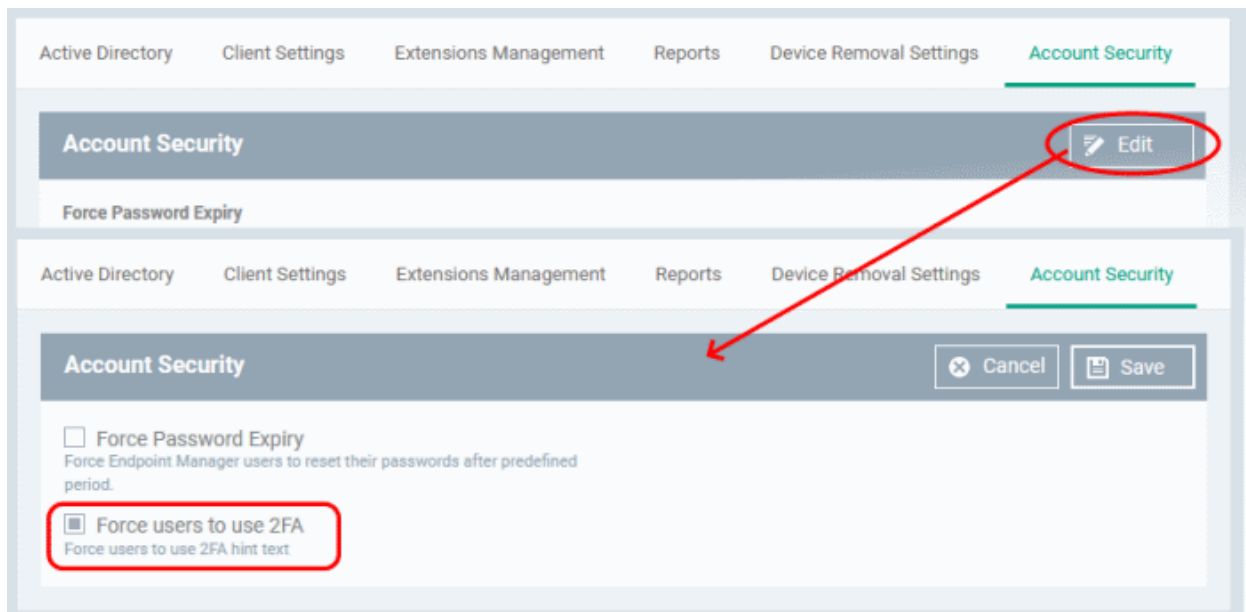 Active Directory Client Settings Extensions Management Reports Device Removal Settings Account Security
Account Security Edit
Force Password Expiry
Active Directory Client Settings Extensions Management Reports Device Removal Settings Account Security
Account Security Cancel Save
Force Password Expiry
Force Endpoint Manager users to reset their passwords after predefined
period.
Force users to use 2FA
Force users to use 2FA hint text